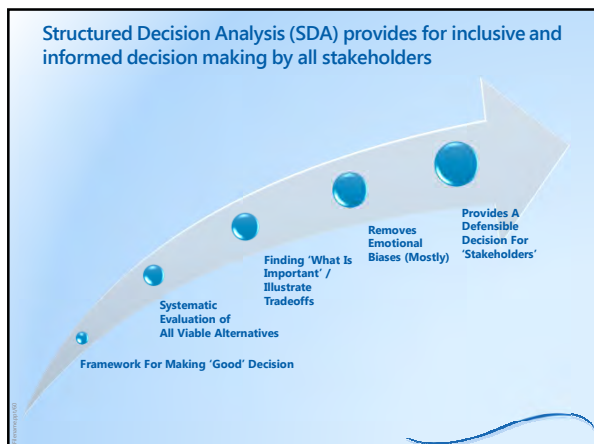 Structured Decision Analysis (SDA) provides for inclusive and
informed decision making by all stakeholders
Framework For Making ‘Good’ Decision
Systematic
Evaluation of
All Viable Alternatives
Finding ‘What Is
Important’ /
Illustrate
Tradeoffs
Removes
Emotional
Biases (Mostly)
Provides A
Defensible
Decision For
‘Stakeholders’